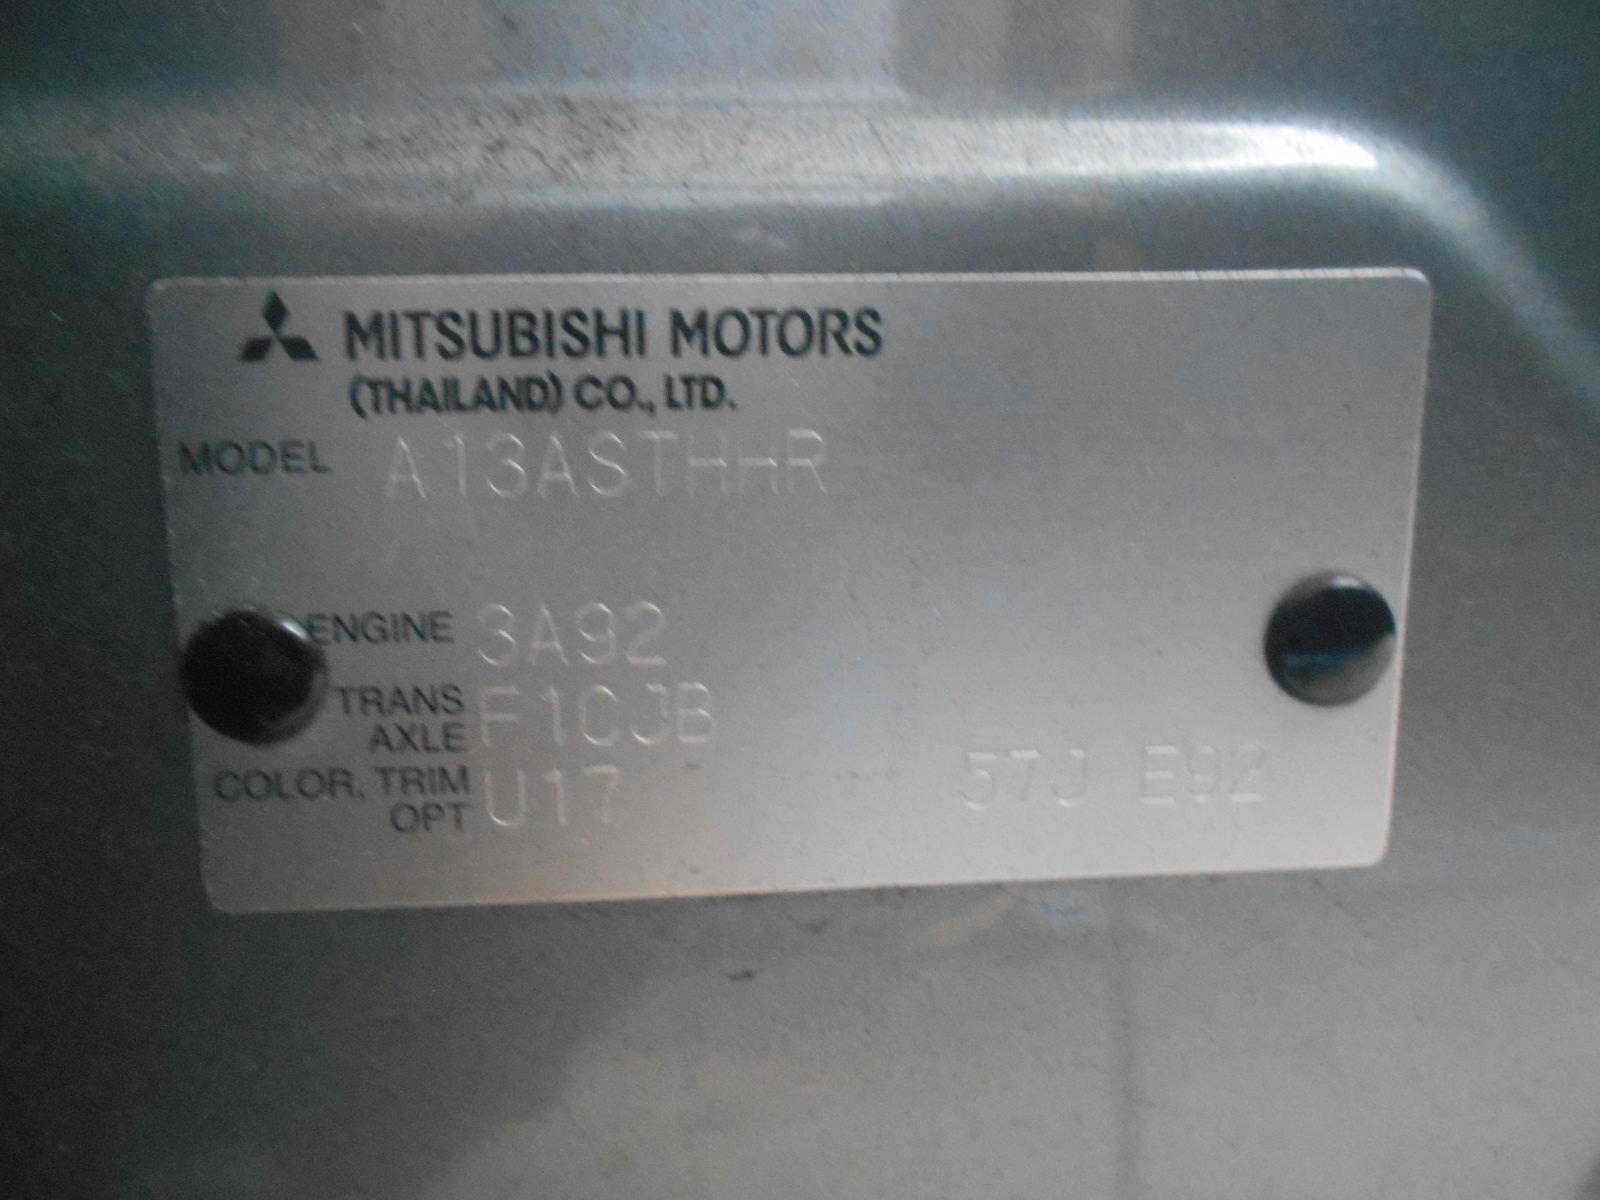 MITSUBISHI MOTORS
(THAILAND) CO., LTD.
MODEL A13ASTHHR
ENGINE 3A92
TRANS AXLE F1CJB
COLOR. TRIM OPT U17 57J E92